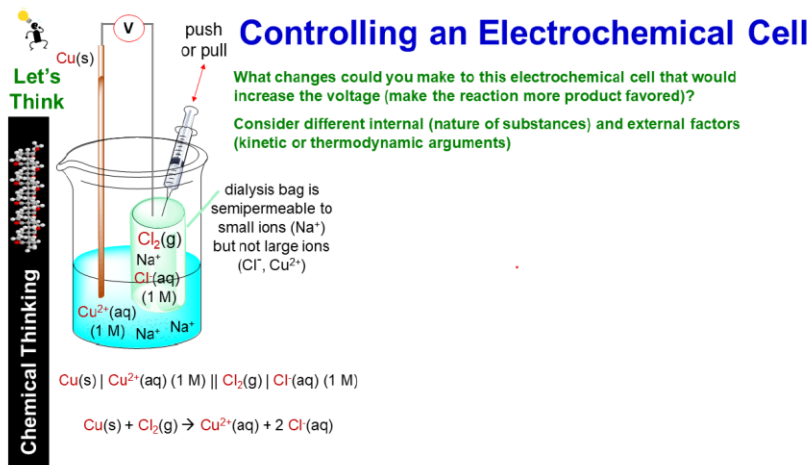 Controlling an Electrochemical Cell
Let's
Think
Chemical Thinking
What changes could you make to this electrochemical cell that would
increase the voltage (make the reaction more product favored)?
Consider different internal (nature of substances) and external factors
(kinetic or thermodynamic arguments)
V
push
or pull
Cu(s)
dialysis bag is
semipermeable to
small ions (Na⁺)
but not large ions
(Cl⁻, Cu²⁺)
Cl₂(g)
Na⁺
Cl⁻(aq)
(1 M)
Cu²⁺(aq)
(1 M) Na⁺ Na⁺
Cu(s) | Cu²⁺(aq) (1 M) || Cl₂(g) | Cl⁻(aq) (1 M)
Cu(s) + Cl₂(g) → Cu²⁺(aq) + 2 Cl⁻(aq)